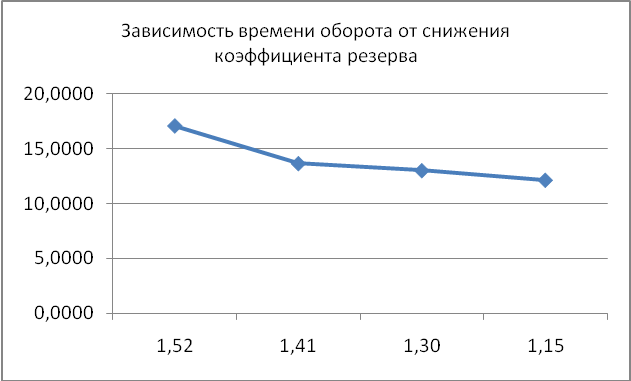 Зависимость времени оборота от снижения
коэффициента резерва
20,0000
15,0000
10,0000
5,0000
0,0000
1,52 1,41 1,30 1,15